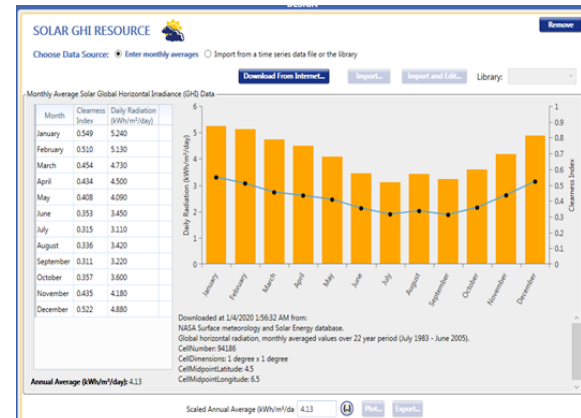 DESIGN
SOLAR GHI RESOURCE
Remove
Choose Data Source: Enter monthly averages Import from a time series data file or the library
Download From Internet... Import... Import and Edit... Library:
Monthly Average Solar Global Horizontal Irradiance (GHI) Data
Month Clearness Index Daily Radiation (kWh/m²/day)
January 0.549 5.240
February 0.510 5.130
March 0.454 4.730
April 0.434 4.500
May 0.408 4.090
June 0.353 3.450
July 0.315 3.110
August 0.336 3.420
September 0.311 3.220
October 0.357 3.600
November 0.435 4.180
December 0.522 4.880
Annual Average (kWh/m²/day): 4.13
Daily Radiation (kWh/m²/day)
6
5
4
3
2
1
0
1
0.9
0.8
0.7
0.6
0.5
0.4
0.3
0.2
0.1
0
Clearness Index
January February March April May June July August September October November December
Downloaded at 1/4/2020 1:56:32 AM from:
NASA Surface meteorology and Solar Energy database.
Global horizontal radiation, monthly averaged values over 22 year period (July 1983 - June 2005).
CellNumber: 94186
CellDimensions: 1 degree x 1 degree
CellMidpointLatitude: 4.5
CellMidpointLongitude: 6.5
Scaled Annual Average (kWh/m²/da 4.13 {..} Plot... Export...